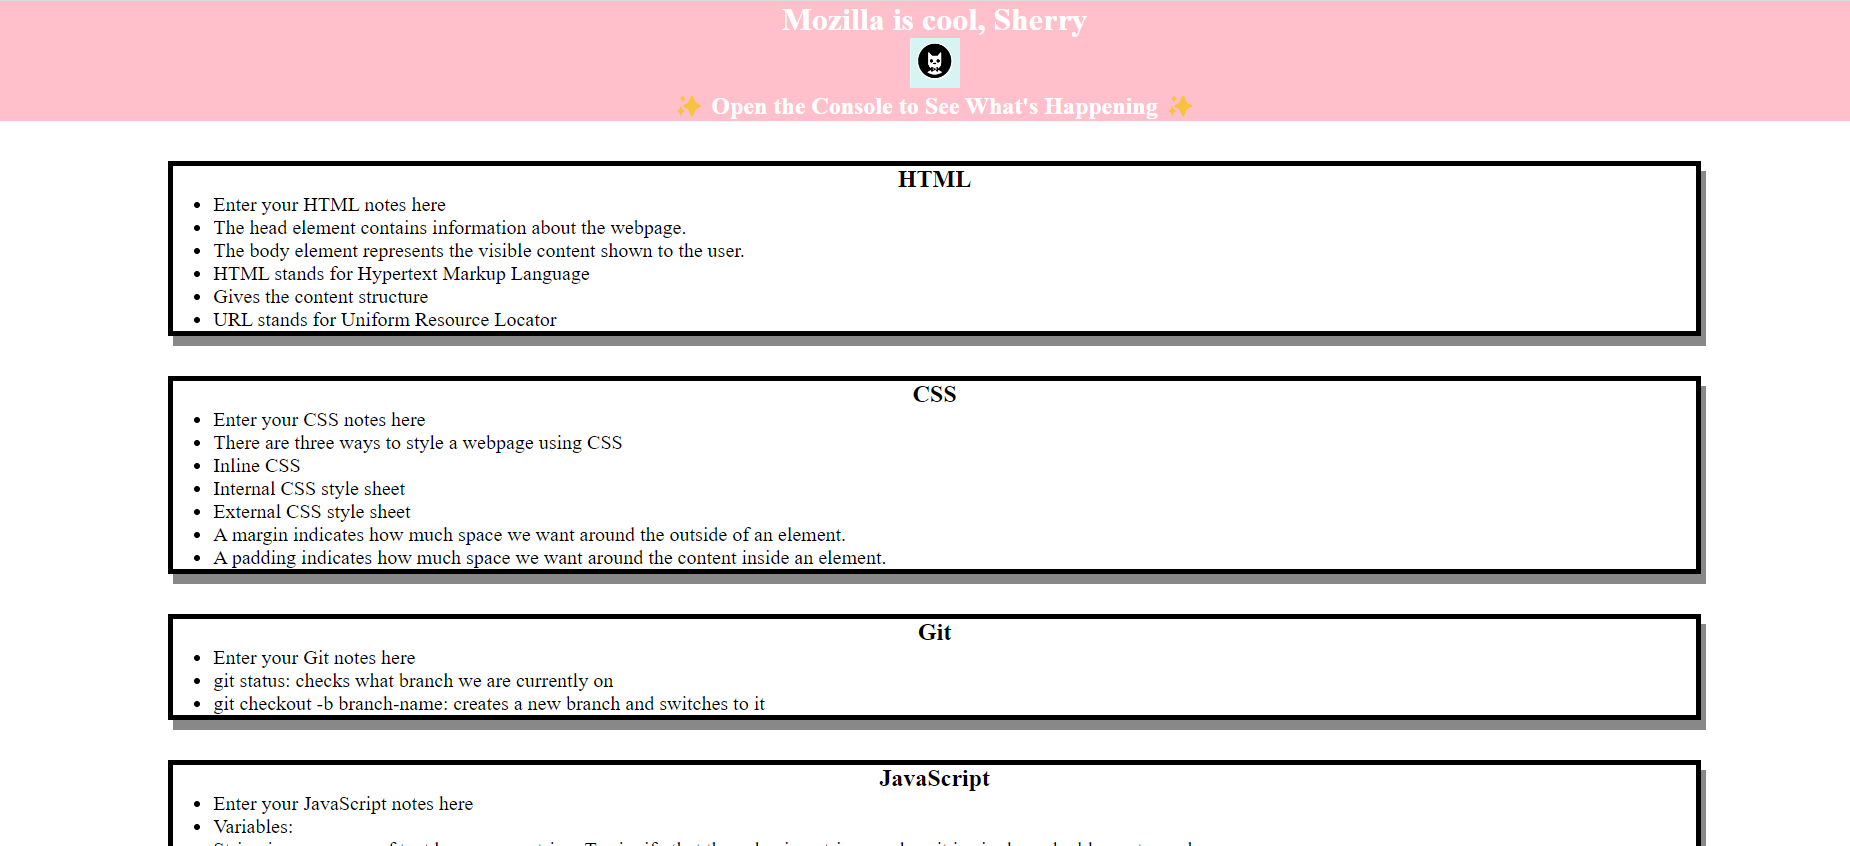 Mozilla is cool, Sherry
✨ Open the Console to See What's Happening ✨
HTML
• Enter your HTML notes here
• The head element contains information about the webpage.
• The body element represents the visible content shown to the user.
• HTML stands for Hypertext Markup Language
• Gives the content structure
• URL stands for Uniform Resource Locator
CSS
• Enter your CSS notes here
• There are three ways to style a webpage using CSS
• Inline CSS
• Internal CSS style sheet
• External CSS style sheet
• A margin indicates how much space we want around the outside of an element.
• A padding indicates how much space we want around the content inside an element.
Git
• Enter your Git notes here
• git status: checks what branch we are currently on
• git checkout -b branch-name: creates a new branch and switches to it
JavaScript
• Enter your JavaScript notes here
• Variables: